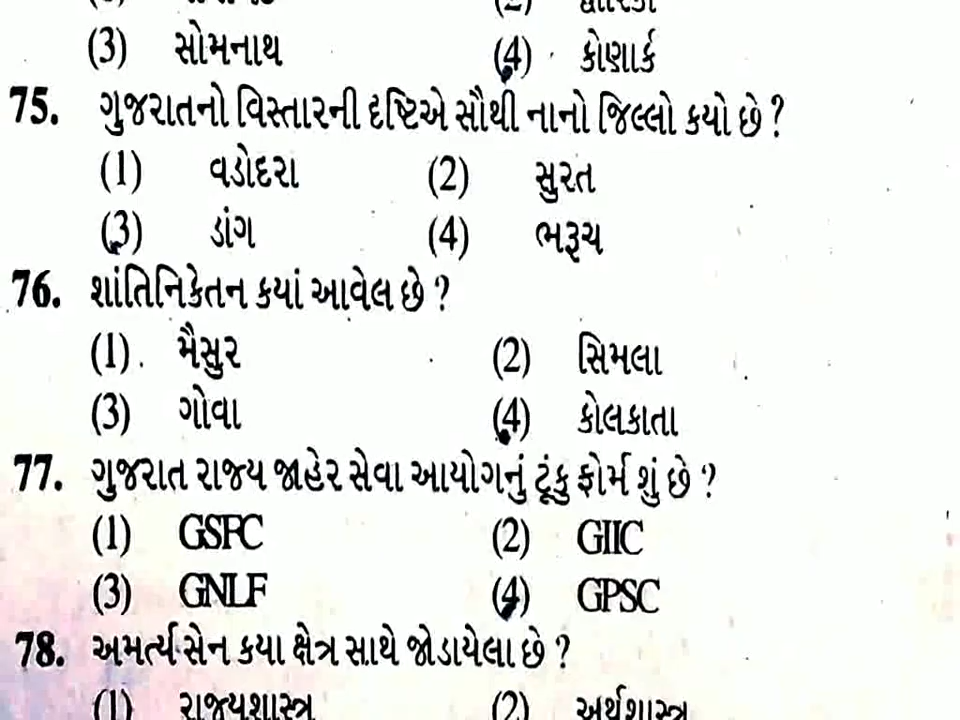 (3) સોમનાથ (4) કોણાર્ક
75. ગુજરાતનો વિસ્તારની દૃષ્ટિએ સૌથી નાનો જિલ્લો કયો છે ?
(1) વડોદરા (2) સુરત
(3) ડાંગ (4) ભરૂચ
76. શાંતિનિકેતન કયાં આવેલ છે ?
(1) મૈસુર (2) સિમલા
(3) ગોવા (4) કોલકાતા
77. ગુજરાત રાજ્ય જાહેર સેવા આયોગનું ટૂંકુ ફોર્મ શું છે ?
(1) GSFC (2) GIIC
(3) GNLF (4) GPSC
78. અમર્ત્ય સેન કયા ક્ષેત્ર સાથે જોડાયેલા છે ?
(1) રાજ્યશાસ્ત્ર (2) અર્થશાસ્ત્ર